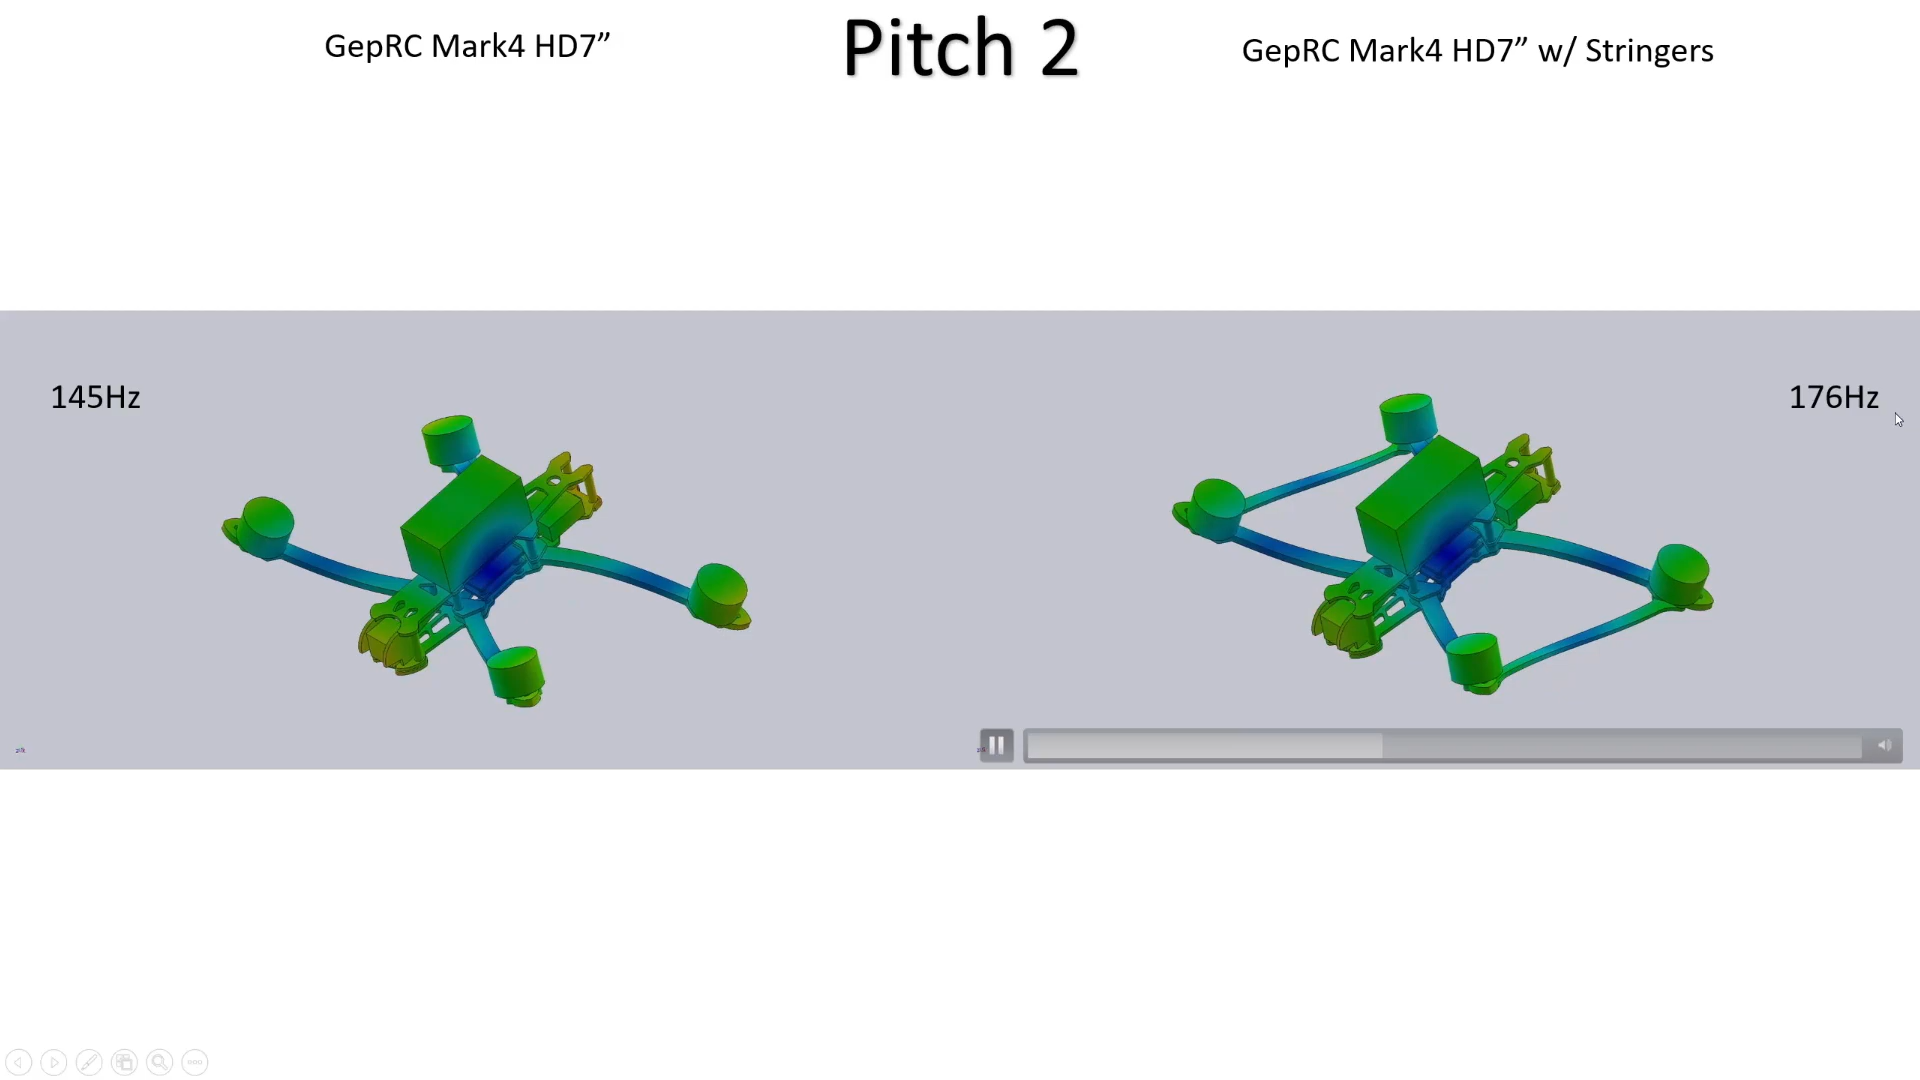 GepRC Mark4 HD7”
Pitch 2
GepRC Mark4 HD7” w/ Stringers
145Hz
176Hz